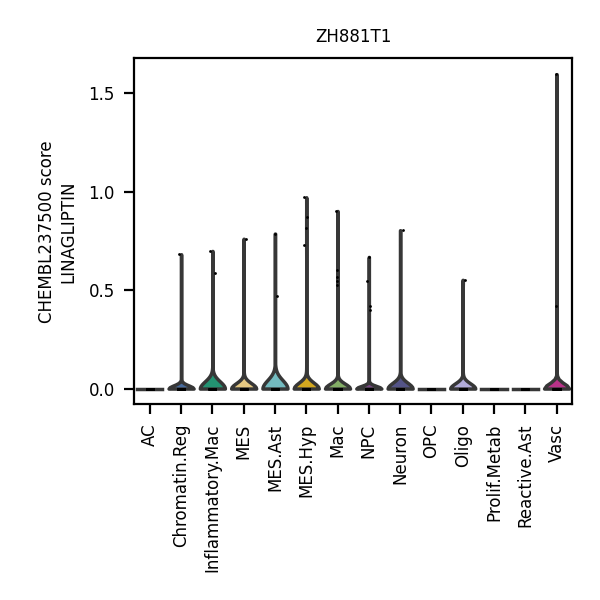 ZH881T1
CHEMBL237500 score
LINAGLIPTIN
1.5
1.0
0.5
0.0
AC
Chromatin.Reg
Inflammatory.Mac
MES
MES.Ast
MES.Hyp
Mac
NPC
Neuron
OPC
Oligo
Prolif.Metab
Reactive.Ast
Vasc